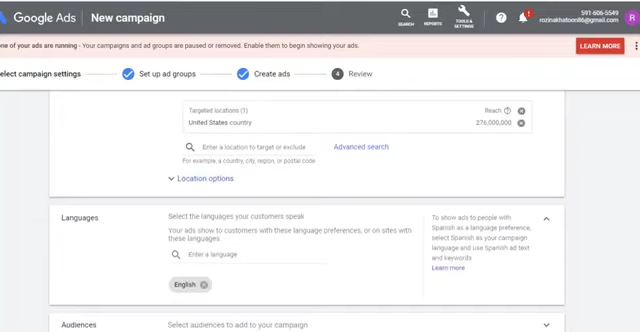 Google Ads New campaign SEARCH REPORTS TOOLS & SETTINGS 591-606-5549
rozinakhatoon86@gmail.com R
one of your ads are running - Your campaigns and ad groups are paused or removed. Enable them to begin showing your ads. LEARN MORE
elect campaign settings Set up ad groups Create ads 4 Review
Targeted locations (1) Reach
United States country 276,000,000
Enter a location to target or exclude Advanced search
For example, a country, city, region, or postal code
Location options
Languages Select the languages your customers speak
Your ads show to customers with these language preferences, or on sites with
these languages.
Enter a language
English
To show ads to people with
Spanish as a language preference,
select Spanish as your campaign
language and use Spanish ad text
and keywords
Learn more
Audiences Select audiences to add to your campaign